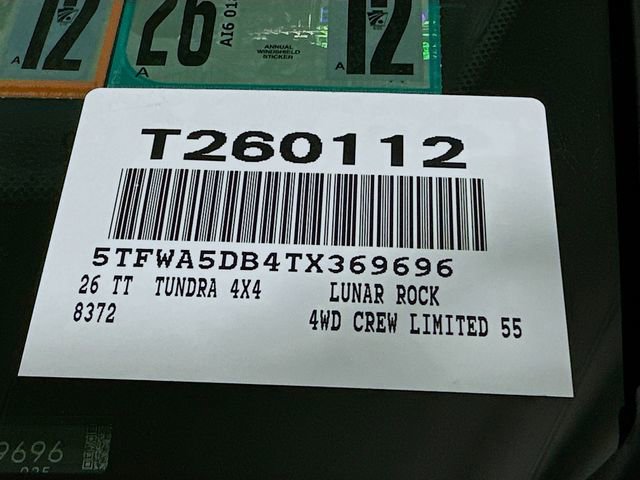 12
A
26
A
AI6 01
ANNUAL
WINDSHIELD
STICKER
12
A
T260112
5TFWA5DB4TX369696
26 TT TUNDRA 4X4 LUNAR ROCK
8372 4WD CREW LIMITED 55
9696